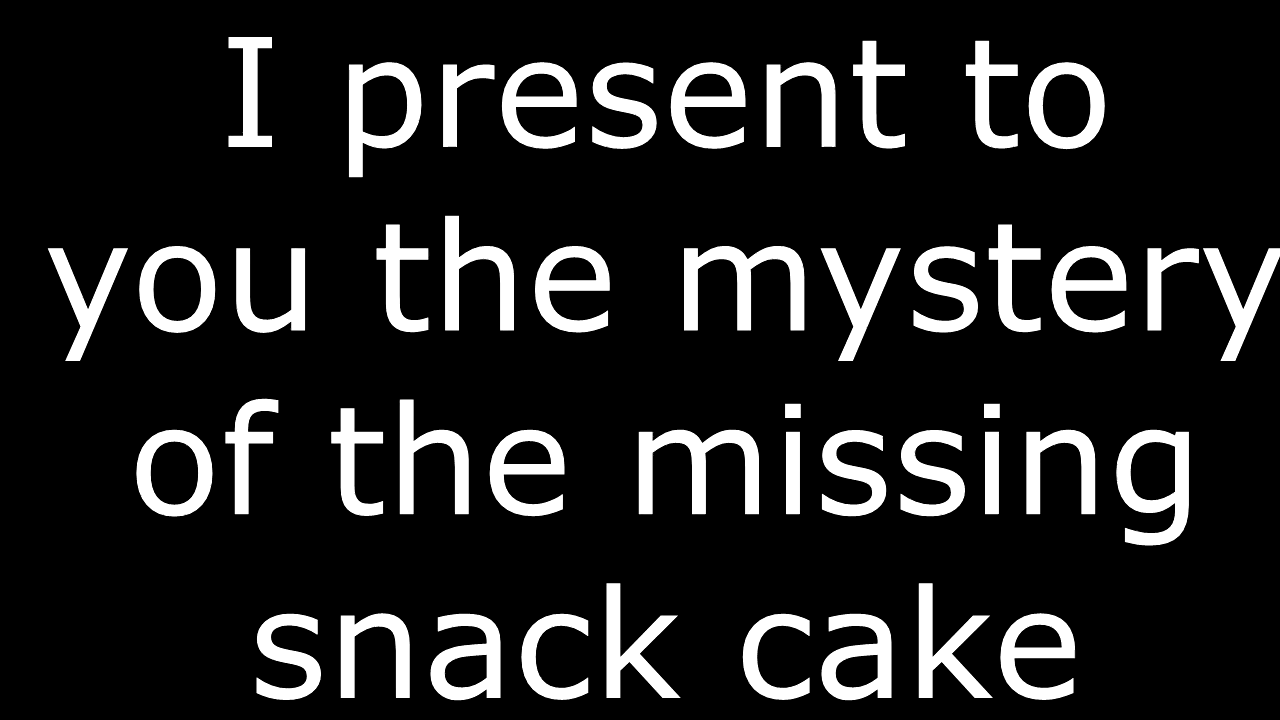 I present to
you the mystery
of the missing
snack cake